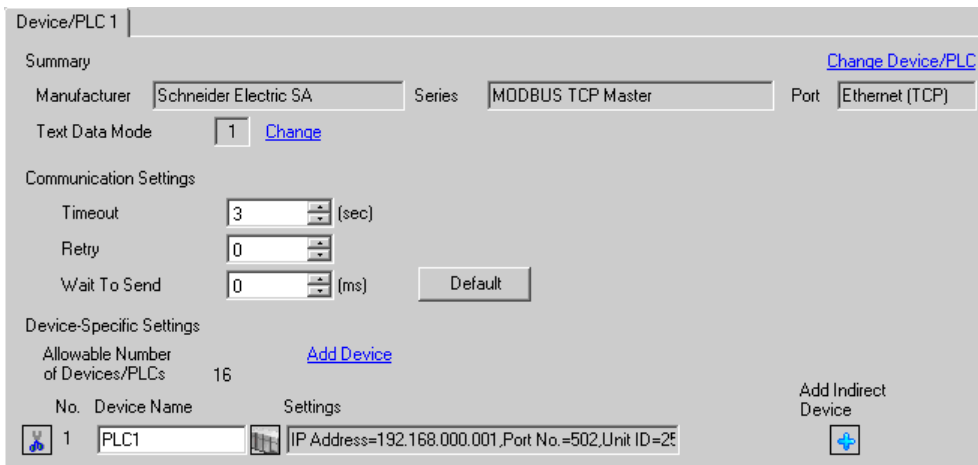 Device/PLC 1
Summary Change Device/PLC
Manufacturer Schneider Electric SA Series MODBUS TCP Master Port Ethernet (TCP)
Text Data Mode 1 Change
Communication Settings
Timeout 3 (sec)
Retry 0
Wait To Send 0 (ms) Default
Device-Specific Settings
Allowable Number Add Device
of Devices/PLCs 16
Add Indirect
No. Device Name Settings Device
1 PLC1 IP Address=192.168.000.001,Port No.=502,Unit ID=25